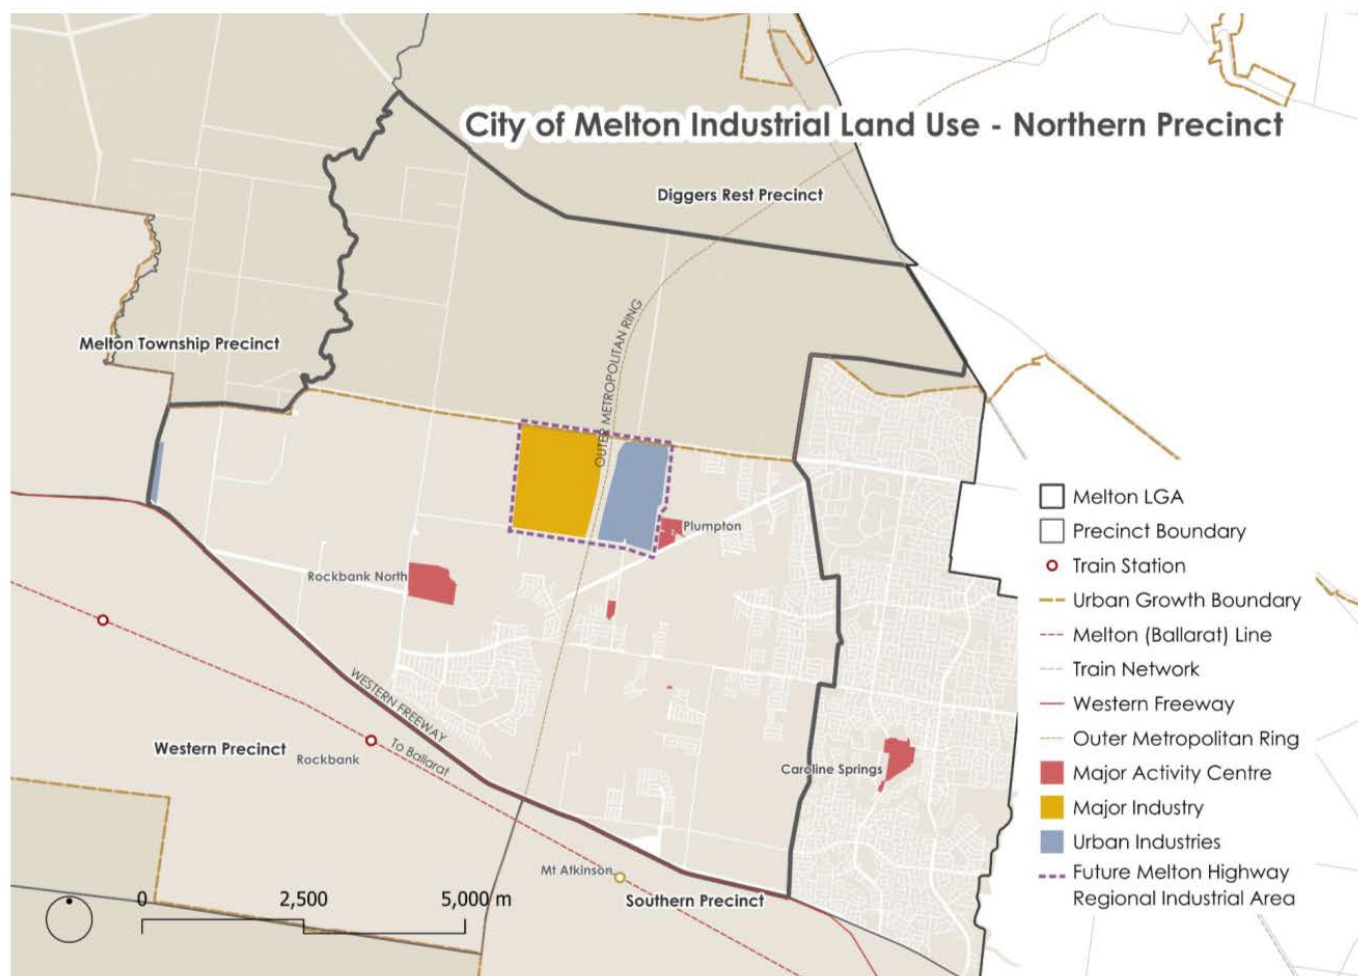 City of Melton Industrial Land Use - Northern Precinct
Diggers Rest Precinct
OUTER METROPOLITAN RING
Melton Township Precinct
Plumpton
Rockbank North
WESTERN FREEWAY
To Ballarat
Western Precinct
Rockbank
Caroline Springs
Mt Atkinson
Southern Precinct
0 2,500 5,000 m
Melton LGA
Precinct Boundary
Train Station
Urban Growth Boundary
Melton (Ballarat) Line
Train Network
Western Freeway
Outer Metropolitan Ring
Major Activity Centre
Major Industry
Urban Industries
Future Melton Highway
Regional Industrial Area